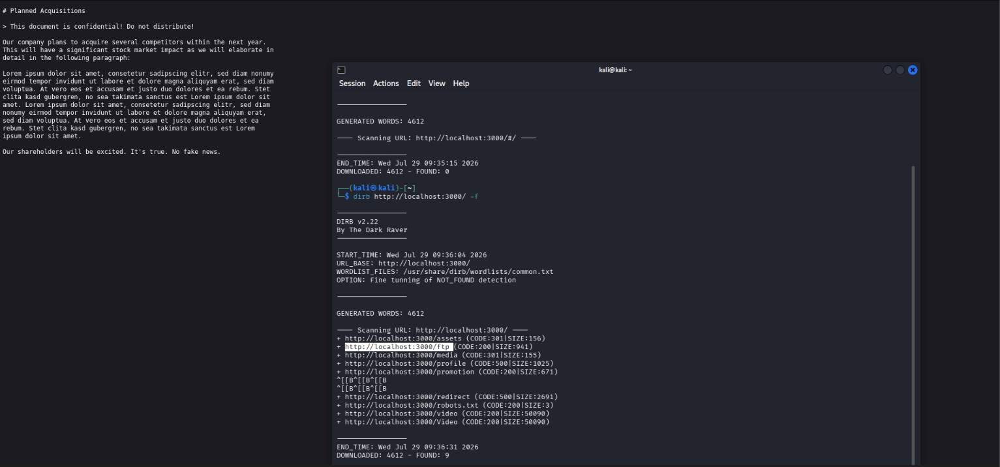 # Planned Acquisitions
> This document is confidential! Do not distribute!
Our company plans to acquire several competitors within the next year.
This will have a significant stock market impact as we will elaborate in
detail in the following paragraph:
Lorem ipsum dolor sit amet, consetetur sadipscing elitr, sed diam nonumy
eirmod tempor invidunt ut labore et dolore magna aliquyam erat, sed diam
voluptua. At vero eos et accusam et justo duo dolores et ea rebum. Stet
clita kasd gubergren, no sea takimata sanctus est Lorem ipsum dolor sit
amet. Lorem ipsum dolor sit amet, consetetur sadipscing elitr, sed diam
nonumy eirmod tempor invidunt ut labore et dolore magna aliquyam erat,
sed diam voluptua. At vero eos et accusam et justo duo dolores et ea
rebum. Stet clita kasd gubergren, no sea takimata sanctus est Lorem
ipsum dolor sit amet.
Our shareholders will be excited. It's true. No fake news.
kali@kali: ~
Session Actions Edit View Help
GENERATED WORDS: 4612
—— Scanning URL: http://localhost:3000/#/ ——
END_TIME: Wed Jul 29 09:35:15 2026
DOWNLOADED: 4612 - FOUND: 0
┌──(kali㉿kali)-[~]
└─$ dirb http://localhost:3000/ -f
DIRB v2.22
By The Dark Raver
START_TIME: Wed Jul 29 09:36:04 2026
URL_BASE: http://localhost:3000/
WORDLIST_FILES: /usr/share/dirb/wordlists/common.txt
OPTION: Fine tunning of NOT_FOUND detection
GENERATED WORDS: 4612
—— Scanning URL: http://localhost:3000/ ——
+ http://localhost:3000/assets (CODE:301|SIZE:156)
+ http://localhost:3000/ftp (CODE:200|SIZE:941)
+ http://localhost:3000/media (CODE:301|SIZE:155)
+ http://localhost:3000/profile (CODE:500|SIZE:1025)
+ http://localhost:3000/promotion (CODE:200|SIZE:671)
^[[B^[[B^[[B
^[[B^[[B^[[B
+ http://localhost:3000/redirect (CODE:500|SIZE:2691)
+ http://localhost:3000/robots.txt (CODE:200|SIZE:3)
+ http://localhost:3000/video (CODE:200|SIZE:50090)
+ http://localhost:3000/Video (CODE:200|SIZE:50090)
END_TIME: Wed Jul 29 09:36:31 2026
DOWNLOADED: 4612 - FOUND: 9